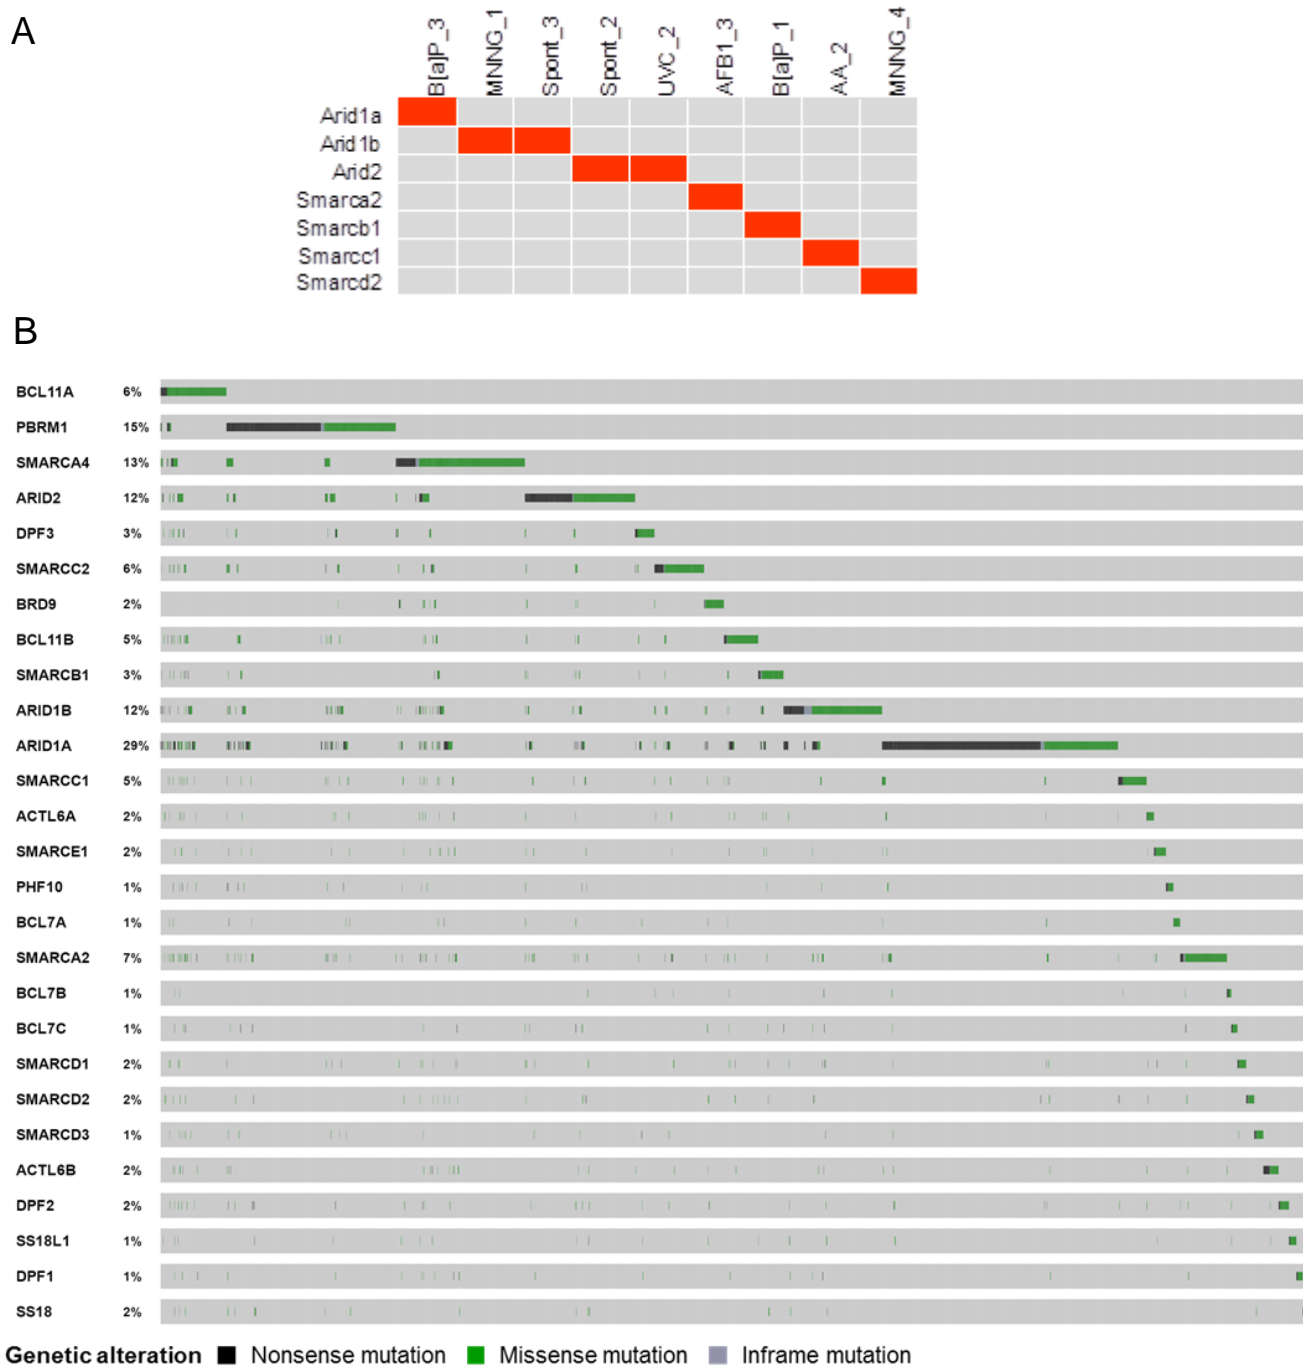 A
B[a]P_3 MNNG_1 Spont_3 Spont_2 UVC_2 AFB1_3 B[a]P_1 AA_2 MNNG_4
Arid1a
Arid1b
Arid2
Smarca2
Smarcb1
Smarcc1
Smarcd2
B
BCL11A 6%
PBRM1 15%
SMARCA4 13%
ARID2 12%
DPF3 3%
SMARCC2 6%
BRD9 2%
BCL11B 5%
SMARCB1 3%
ARID1B 12%
ARID1A 29%
SMARCC1 5%
ACTL6A 2%
SMARCE1 2%
PHF10 1%
BCL7A 1%
SMARCA2 7%
BCL7B 1%
BCL7C 1%
SMARCD1 2%
SMARCD2 2%
SMARCD3 1%
ACTL6B 2%
DPF2 2%
SS18L1 1%
DPF1 1%
SS18 2%
Genetic alteration Nonsense mutation Missense mutation Inframe mutation